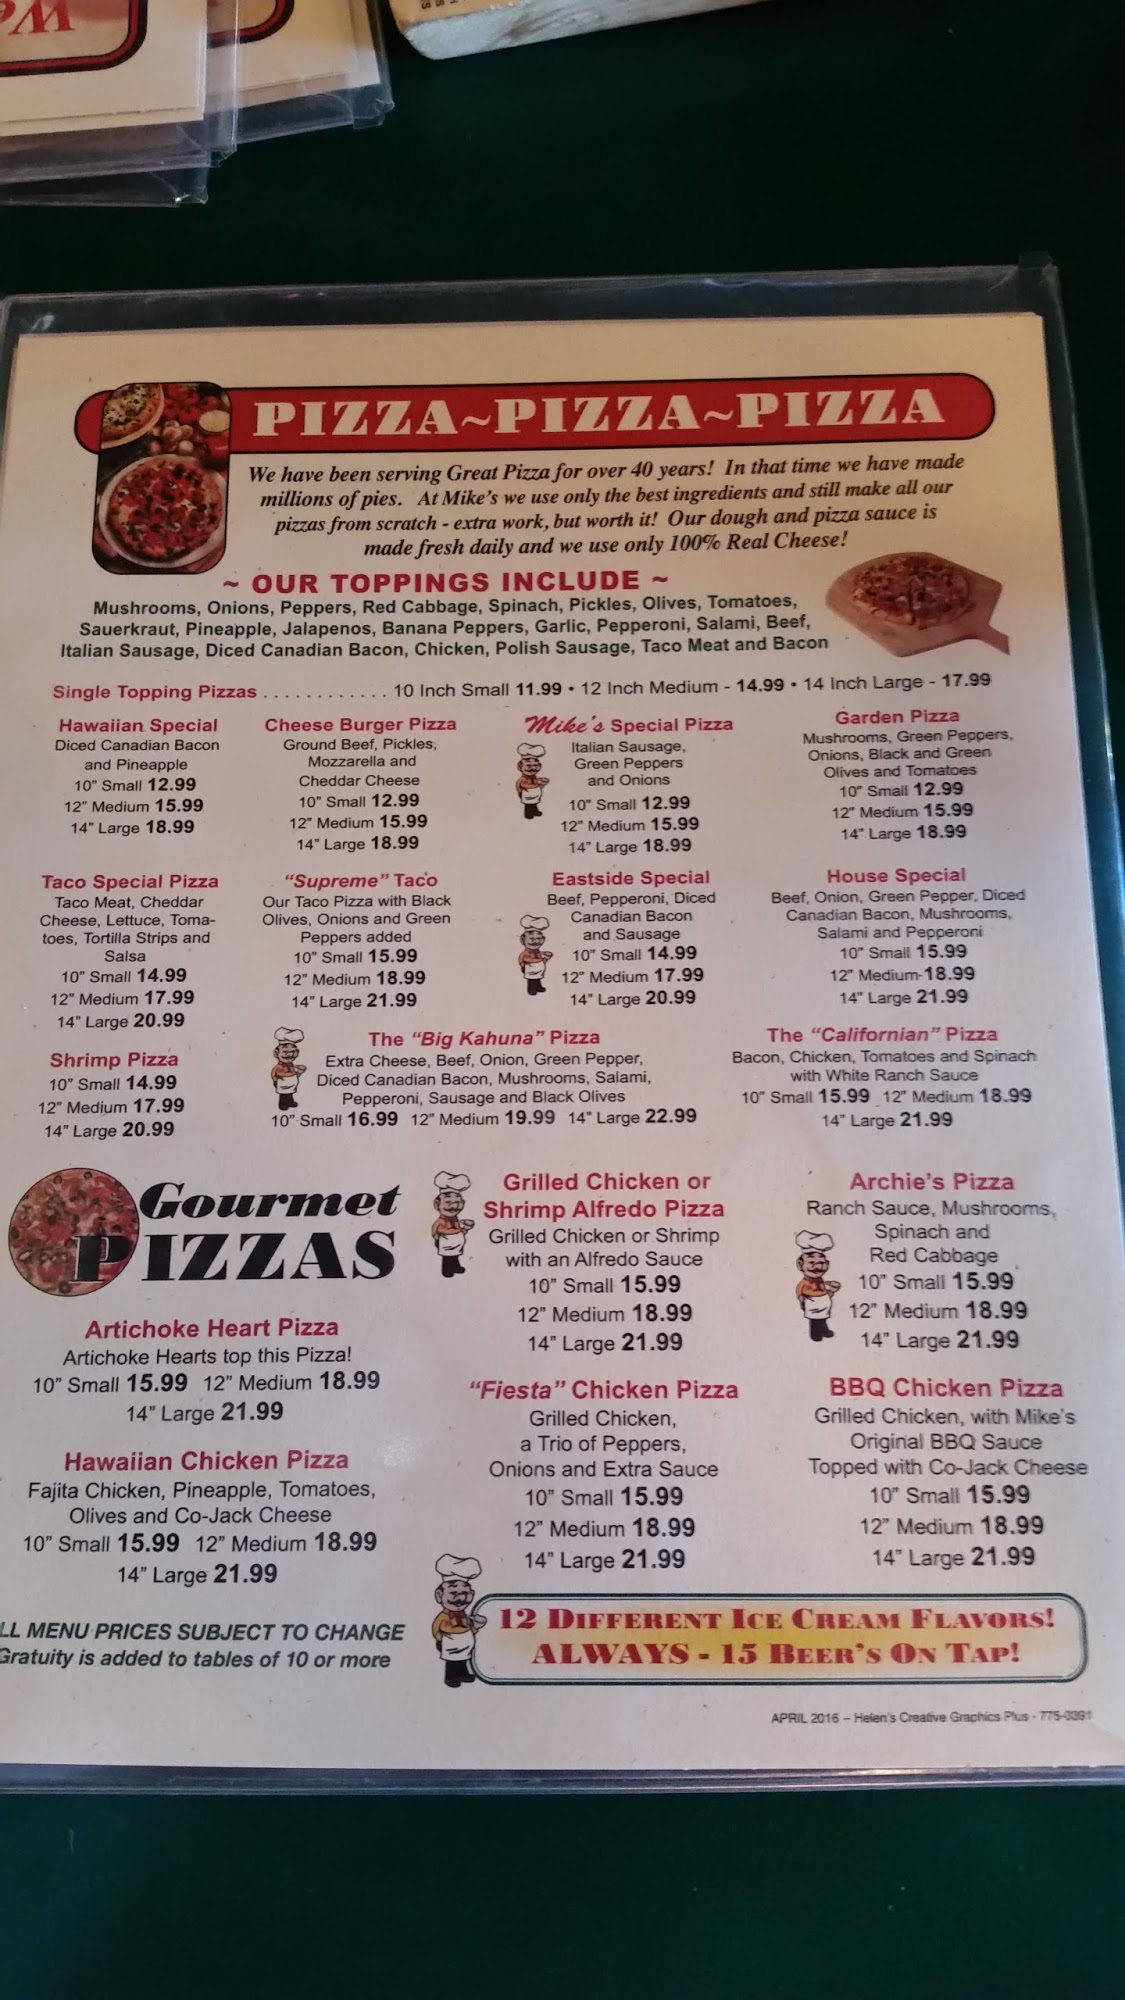 PIZZA~PIZZA~PIZZA
We have been serving Great Pizza for over 40 years! In that time we have made
millions of pies. At Mike's we use only the best ingredients and still make all our
pizzas from scratch - extra work, but worth it! Our dough and pizza sauce is
made fresh daily and we use only 100% Real Cheese!
~ OUR TOPPINGS INCLUDE ~
Mushrooms, Onions, Peppers, Red Cabbage, Spinach, Pickles, Olives, Tomatoes,
Sauerkraut, Pineapple, Jalapenos, Banana Peppers, Garlic, Pepperoni, Salami, Beef,
Italian Sausage, Diced Canadian Bacon, Chicken, Polish Sausage, Taco Meat and Bacon
Single Topping Pizzas . . . . . . . . . . . . 10 Inch Small 11.99 • 12 Inch Medium - 14.99 • 14 Inch Large - 17.99
Hawaiian Special
Diced Canadian Bacon
and Pineapple
10" Small 12.99
12" Medium 15.99
14" Large 18.99
Cheese Burger Pizza
Ground Beef, Pickles,
Mozzarella and
Cheddar Cheese
10" Small 12.99
12" Medium 15.99
14" Large 18.99
Mike's Special Pizza
Italian Sausage,
Green Peppers
and Onions
10" Small 12.99
12" Medium 15.99
14" Large 18.99
Garden Pizza
Mushrooms, Green Peppers,
Onions, Black and Green
Olives and Tomatoes
10" Small 12.99
12" Medium 15.99
14" Large 18.99
Taco Special Pizza
Taco Meat, Cheddar
Cheese, Lettuce, Toma-
toes, Tortilla Strips and
Salsa
10" Small 14.99
12" Medium 17.99
14" Large 20.99
"Supreme" Taco
Our Taco Pizza with Black
Olives, Onions and Green
Peppers added
10" Small 15.99
12" Medium 18.99
14" Large 21.99
Eastside Special
Beef, Pepperoni, Diced
Canadian Bacon
and Sausage
10" Small 14.99
12" Medium 17.99
14" Large 20.99
House Special
Beef, Onion, Green Pepper, Diced
Canadian Bacon, Mushrooms,
Salami and Pepperoni
10" Small 15.99
12" Medium-18.99
14" Large 21.99
Shrimp Pizza
10" Small 14.99
12" Medium 17.99
14" Large 20.99
The "Big Kahuna" Pizza
Extra Cheese, Beef, Onion, Green Pepper,
Diced Canadian Bacon, Mushrooms, Salami,
Pepperoni, Sausage and Black Olives
10" Small 16.99 12" Medium 19.99 14" Large 22.99
The "Californian" Pizza
Bacon, Chicken, Tomatoes and Spinach
with White Ranch Sauce
10" Small 15.99 12" Medium 18.99
14" Large 21.99
Gourmet
PIZZAS
Artichoke Heart Pizza
Artichoke Hearts top this Pizza!
10" Small 15.99 12" Medium 18.99
14" Large 21.99
Hawaiian Chicken Pizza
Fajita Chicken, Pineapple, Tomatoes,
Olives and Co-Jack Cheese
10" Small 15.99 12" Medium 18.99
14" Large 21.99
Grilled Chicken or
Shrimp Alfredo Pizza
Grilled Chicken or Shrimp
with an Alfredo Sauce
10" Small 15.99
12" Medium 18.99
14" Large 21.99
"Fiesta" Chicken Pizza
Grilled Chicken,
a Trio of Peppers,
Onions and Extra Sauce
10" Small 15.99
12" Medium 18.99
14" Large 21.99
Archie's Pizza
Ranch Sauce, Mushrooms,
Spinach and
Red Cabbage
10" Small 15.99
12" Medium 18.99
14" Large 21.99
BBQ Chicken Pizza
Grilled Chicken, with Mike's
Original BBQ Sauce
Topped with Co-Jack Cheese
10" Small 15.99
12" Medium 18.99
14" Large 21.99
LL MENU PRICES SUBJECT TO CHANGE
Gratuity is added to tables of 10 or more
12 DIFFERENT ICE CREAM FLAVORS!
ALWAYS - 15 BEER'S ON TAP!
APRIL 2016 – Helen's Creative Graphics Plus - 775-0391